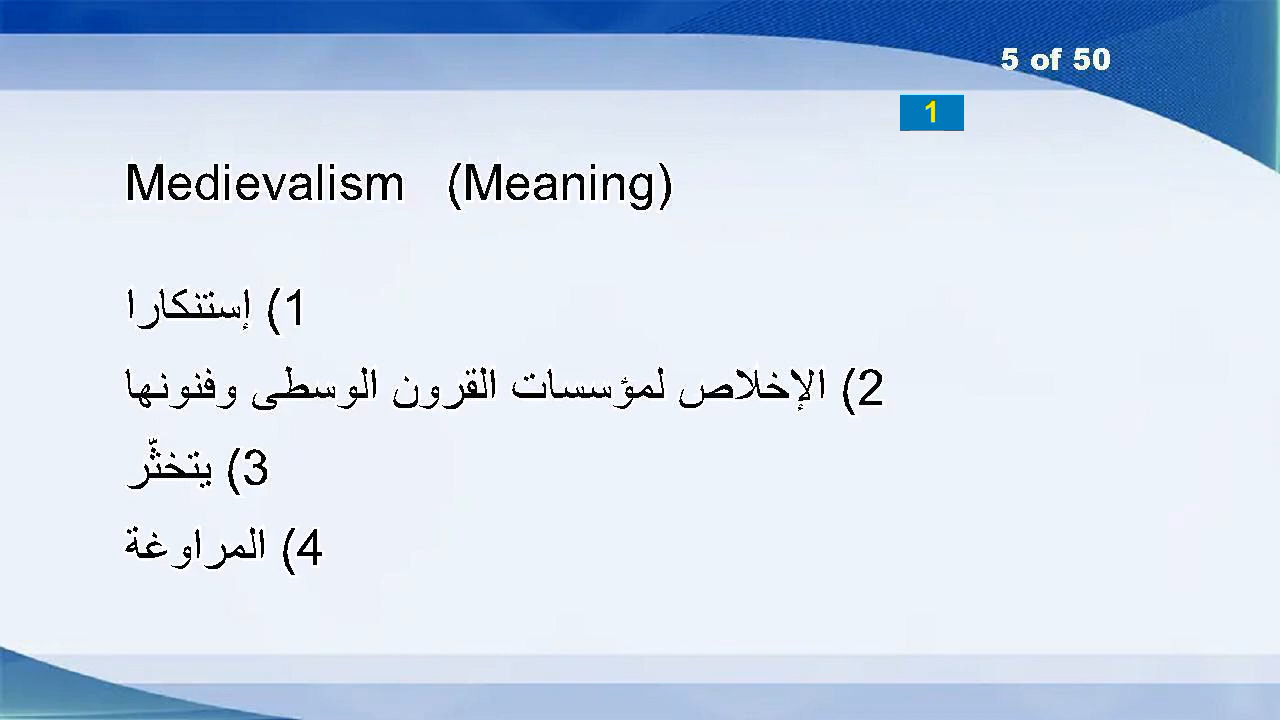 5 of 50
1
Medievalism (Meaning)
1) إستنكارا
2) الإخلاص لمؤسسات القرون الوسطى وفنونها
3) يتخثّر
4) المراوغة